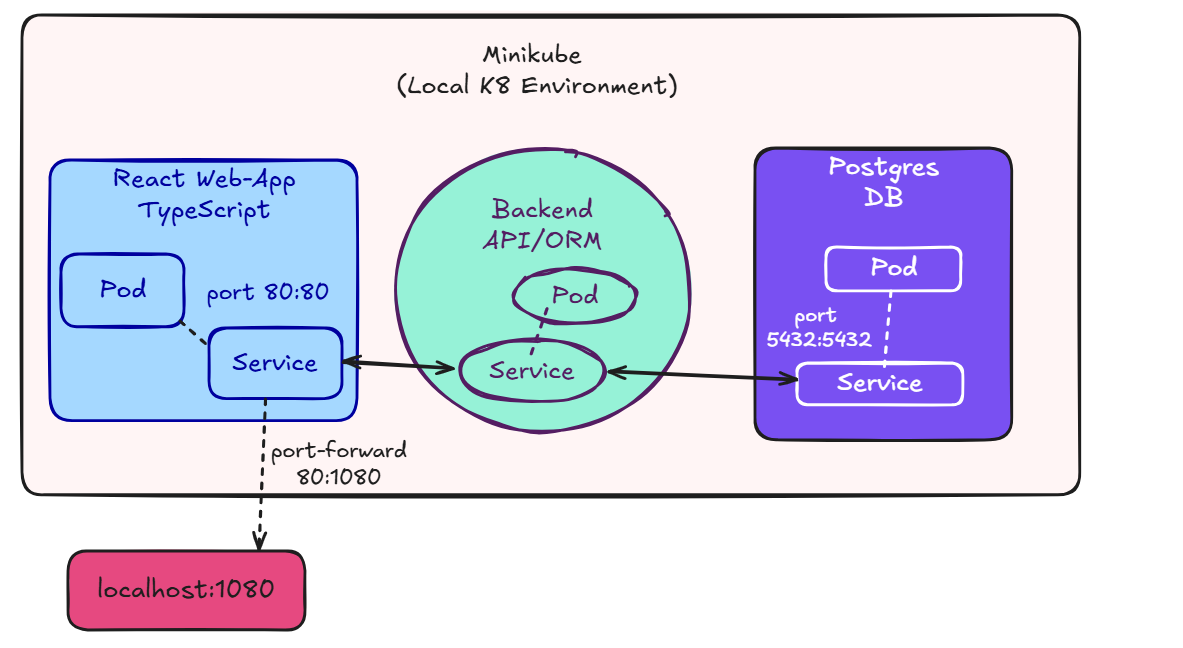 Minikube
(Local K8 Environment)
React Web-App
TypeScript
Pod
port 80:80
Service
Backend
API/ORM
Pod
Service
Postgres
DB
Pod
port
5432:5432
Service
port-forward
80:1080
localhost:1080